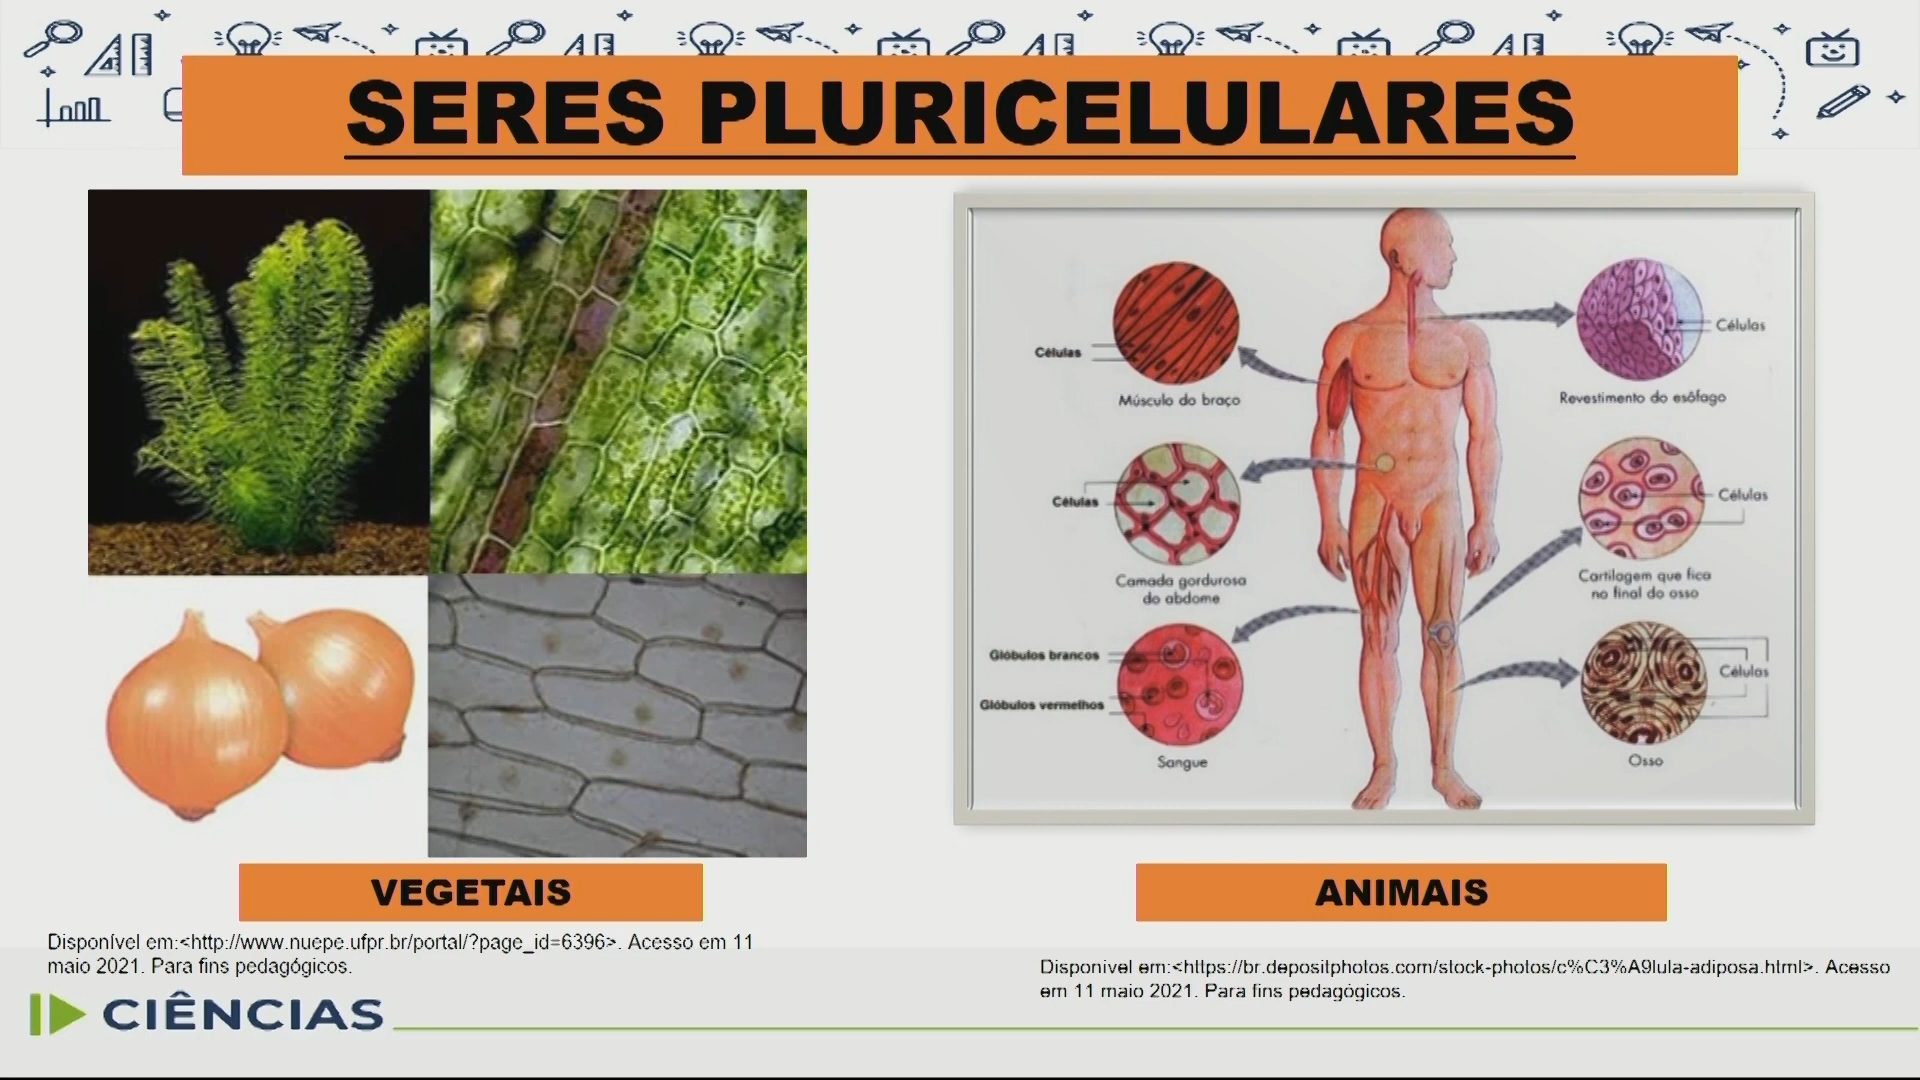 SERES PLURICELULARES
Células
Músculo do braço
Células
Revestimento do esôfago
Células
Camada gordurosa
do abdome
Células
Cartilagem que fica
no final do osso
Glóbulos brancos
Glóbulos vermelhos
Sangue
Células
Osso
VEGETAIS
ANIMAIS
Disponível em:<http://www.nuepe.ufpr.br/portal/?page_id=6396>. Acesso em 11
maio 2021. Para fins pedagógicos.
Disponível em:<https://br.depositphotos.com/stock-photos/c%C3%A9lula-adiposa.html>. Acesso
em 11 maio 2021. Para fins pedagógicos.
CIÊNCIAS